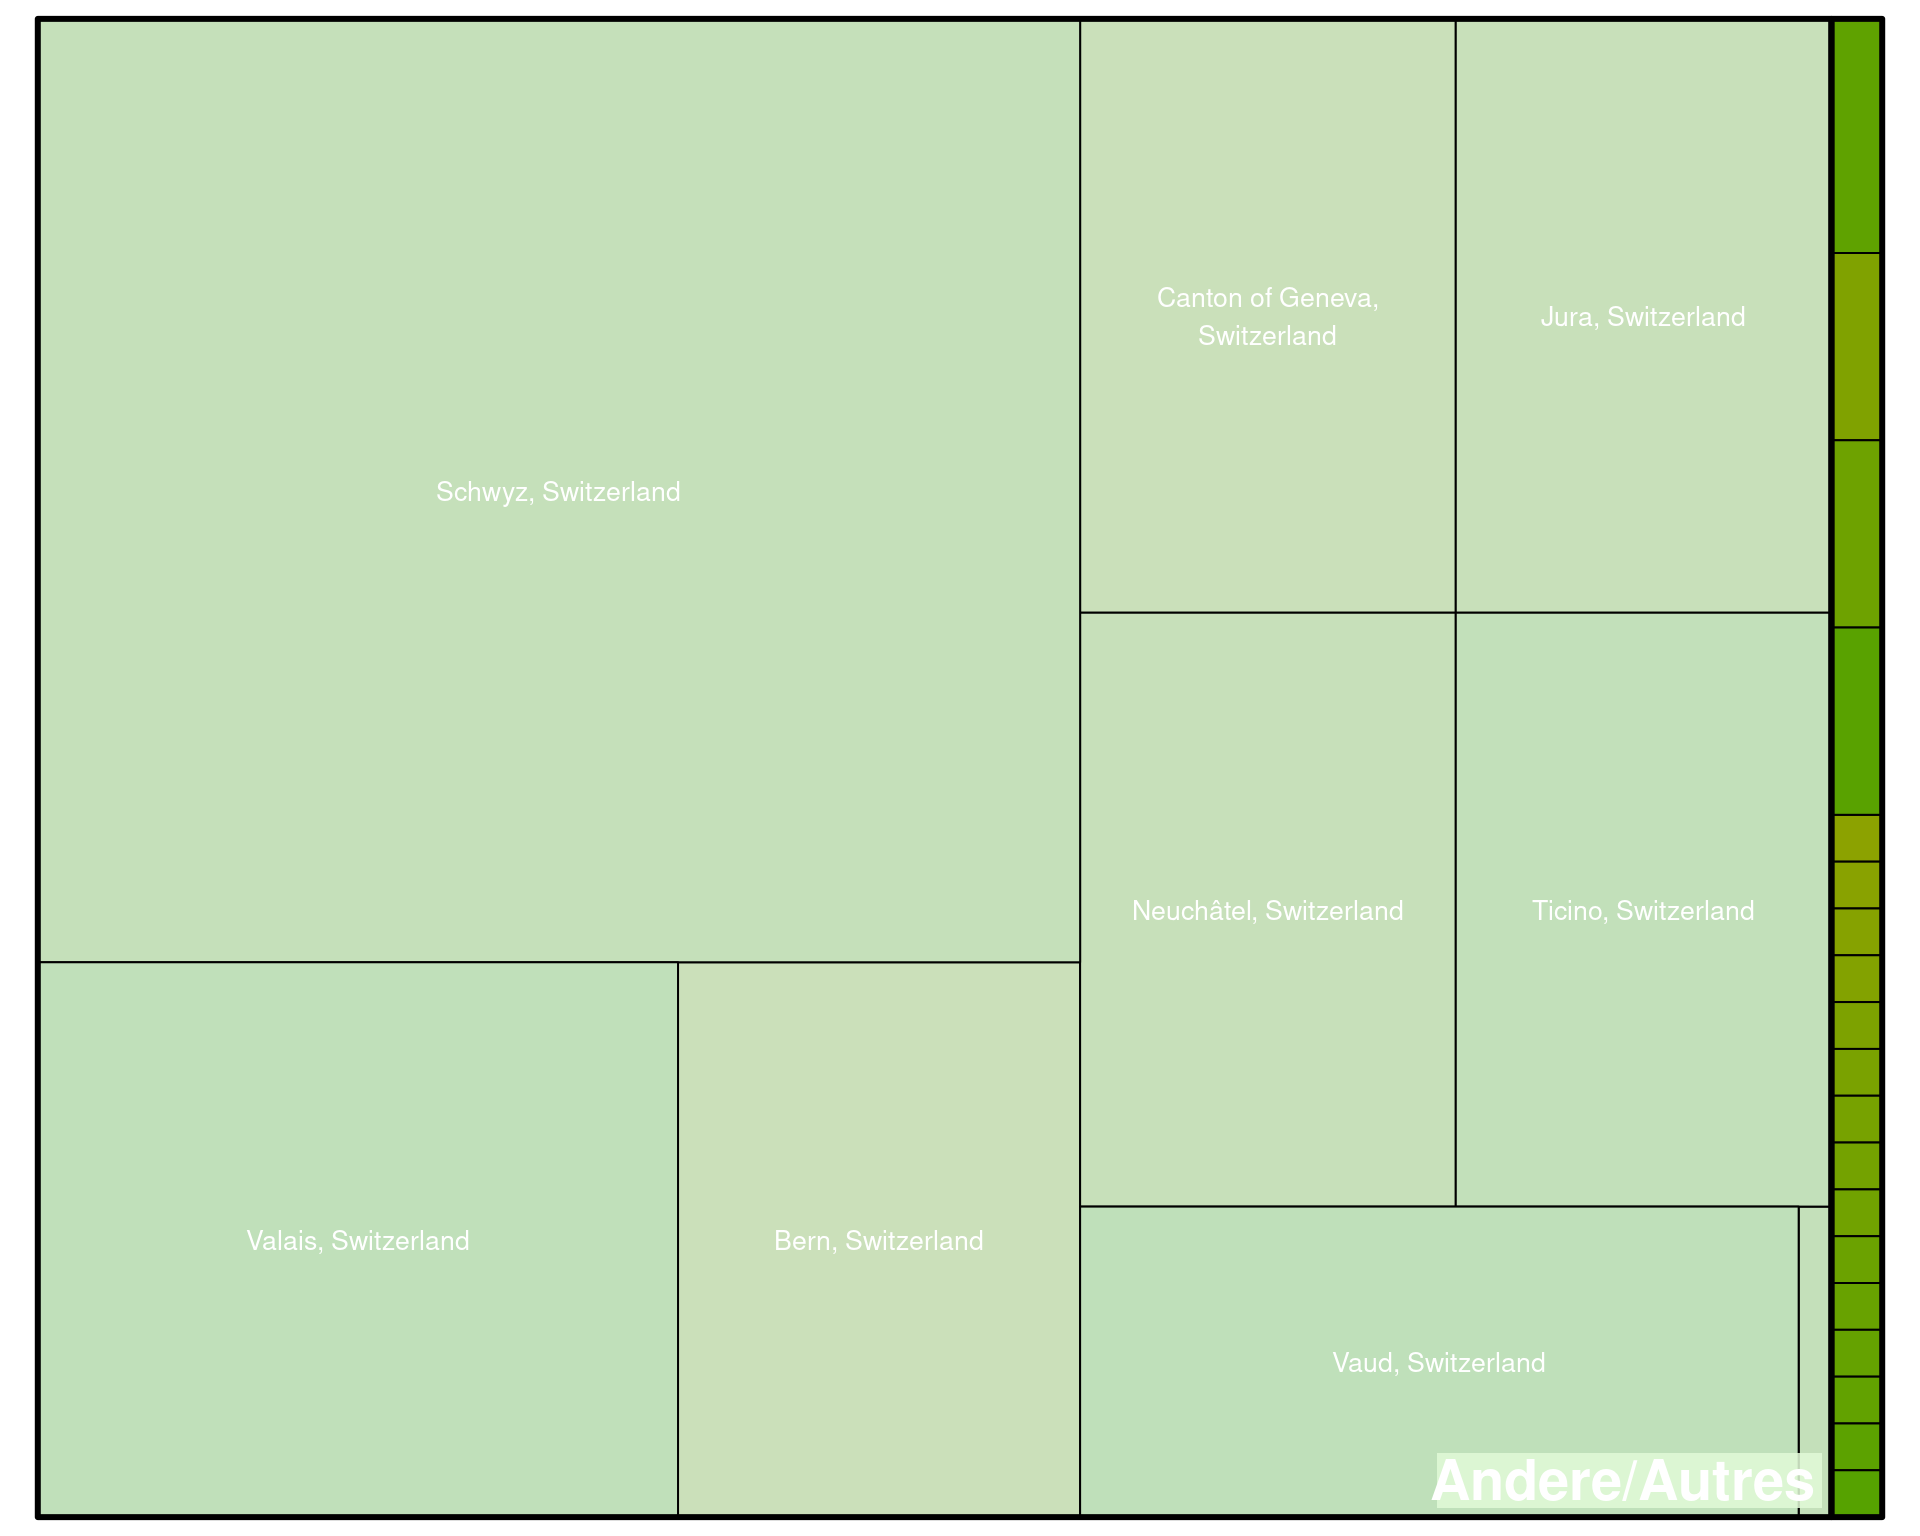 Schwyz, Switzerland
Canton of Geneva,
Switzerland
Jura, Switzerland
Neuchâtel, Switzerland
Ticino, Switzerland
Valais, Switzerland
Bern, Switzerland
Vaud, Switzerland
Andere/Autres